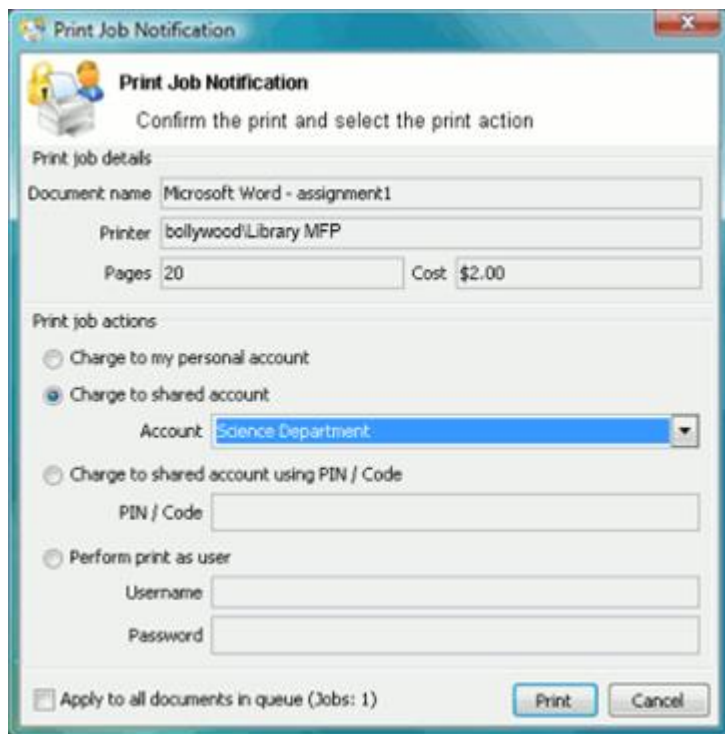 Print Job Notification
Print Job Notification
Confirm the print and select the print action
Print job details
Document name Microsoft Word - assignment1
Printer bollywood\Library MFP
Pages 20 Cost $2.00
Print job actions
Charge to my personal account
Charge to shared account
Account Science Department
Charge to shared account using PIN / Code
PIN / Code
Perform print as user
Username
Password
Apply to all documents in queue (Jobs: 1) Print Cancel